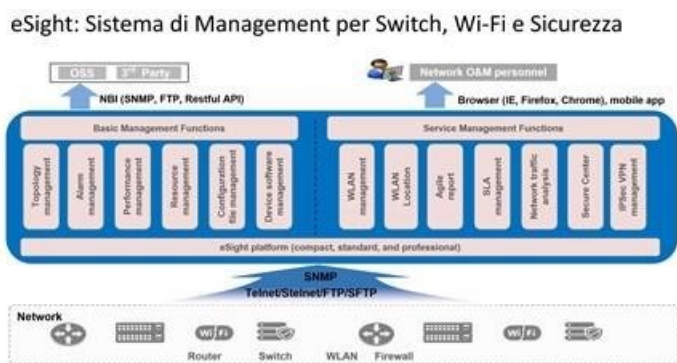 eSight: Sistema di Management per Switch, Wi-Fi e Sicurezza
OSS
3rd Party
Network O&M personnel
NBI (SNMP, FTP, Restful API)
Browser (IE, Firefox, Chrome), mobile app
Basic Management Functions
Service Management Functions
Topology
management
Alarm
management
Performance
management
Resource
management
Configuration
file management
Device software
management
WLAN
management
WLAN
Location
Agile
report
SLA
management
Network traffic
analysis
Secure Center
IPSec VPN
management
eSight platform (compact, standard, and professional)
SNMP
Telnet/Stelnet/FTP/SFTP
Network
WiFi
WiFi
Router
Switch
WLAN
Firewall